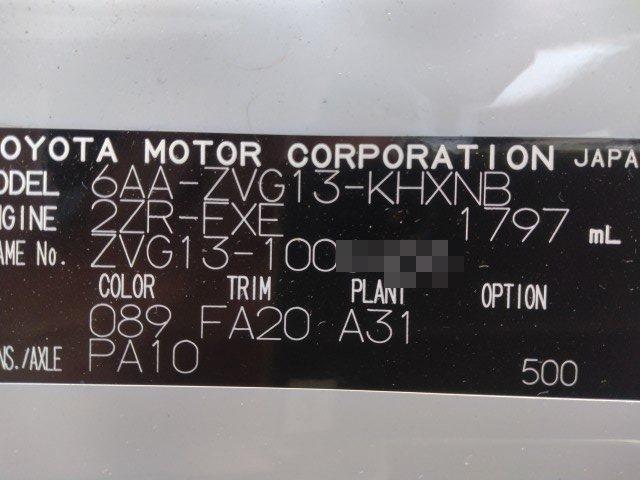 OYOTA MOTOR CORPORATION JAPA
ODEL 6AA-ZVG13-KHXNB
NGINE 2ZR-FXE 1797 mL
AME No. ZVG13-100
COLOR TRIM PLANT OPTION
089 FA20 A31
NS./AXLE PA10 500